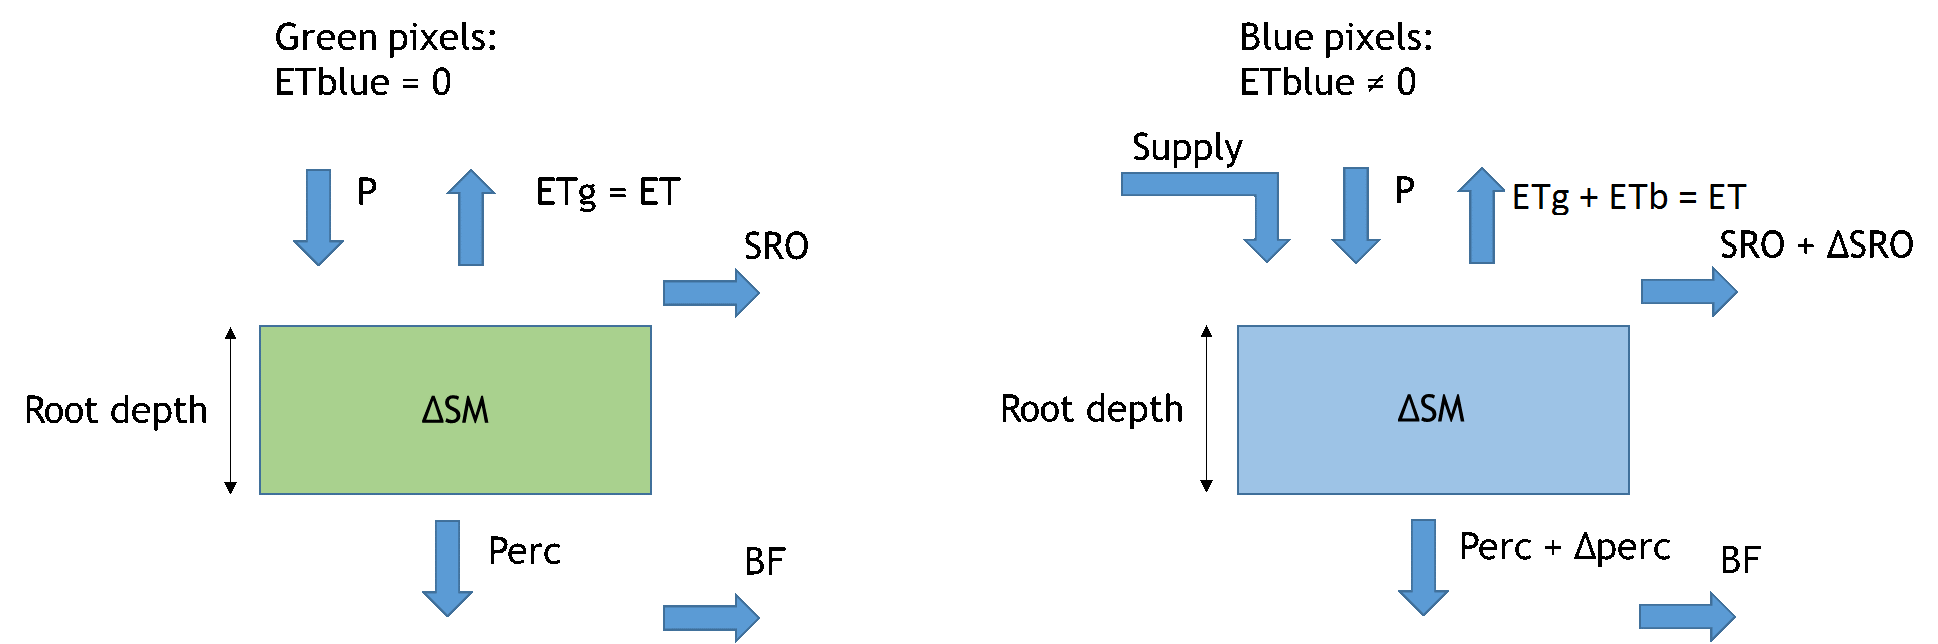 Green pixels:
ETblue = 0
P
ETg = ET
SRO
Root depth
ΔSM
Perc
BF
Blue pixels:
ETblue ≠ 0
Supply
P
ETg + ETb = ET
SRO + ΔSRO
Root depth
ΔSM
Perc + Δperc
BF